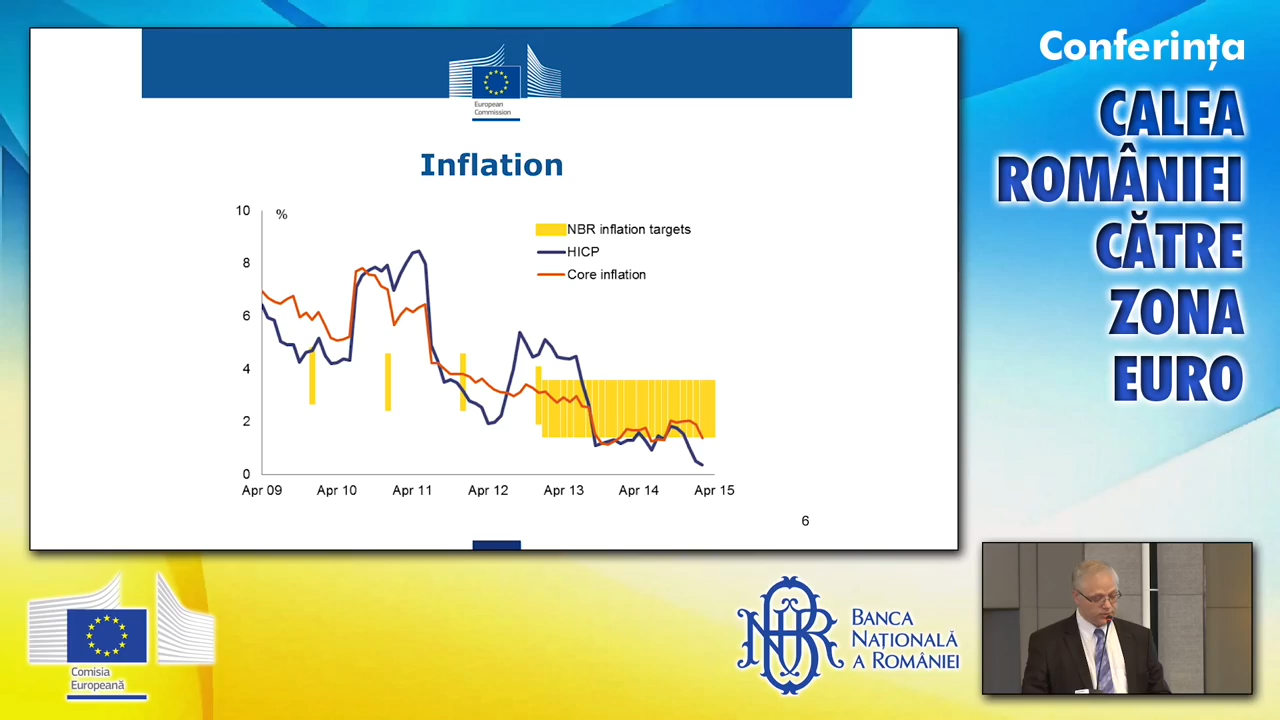 European
Commission
Inflation
10
%
8
6
4
2
0
NBR inflation targets
HICP
Core inflation
Apr 09 Apr 10 Apr 11 Apr 12 Apr 13 Apr 14 Apr 15
6
Conferința
CALEA
ROMÂNIEI
CĂTRE
ZONA
EURO
Comisia
Europeană
BANCA
NAȚIONALĂ
A ROMÂNIEI